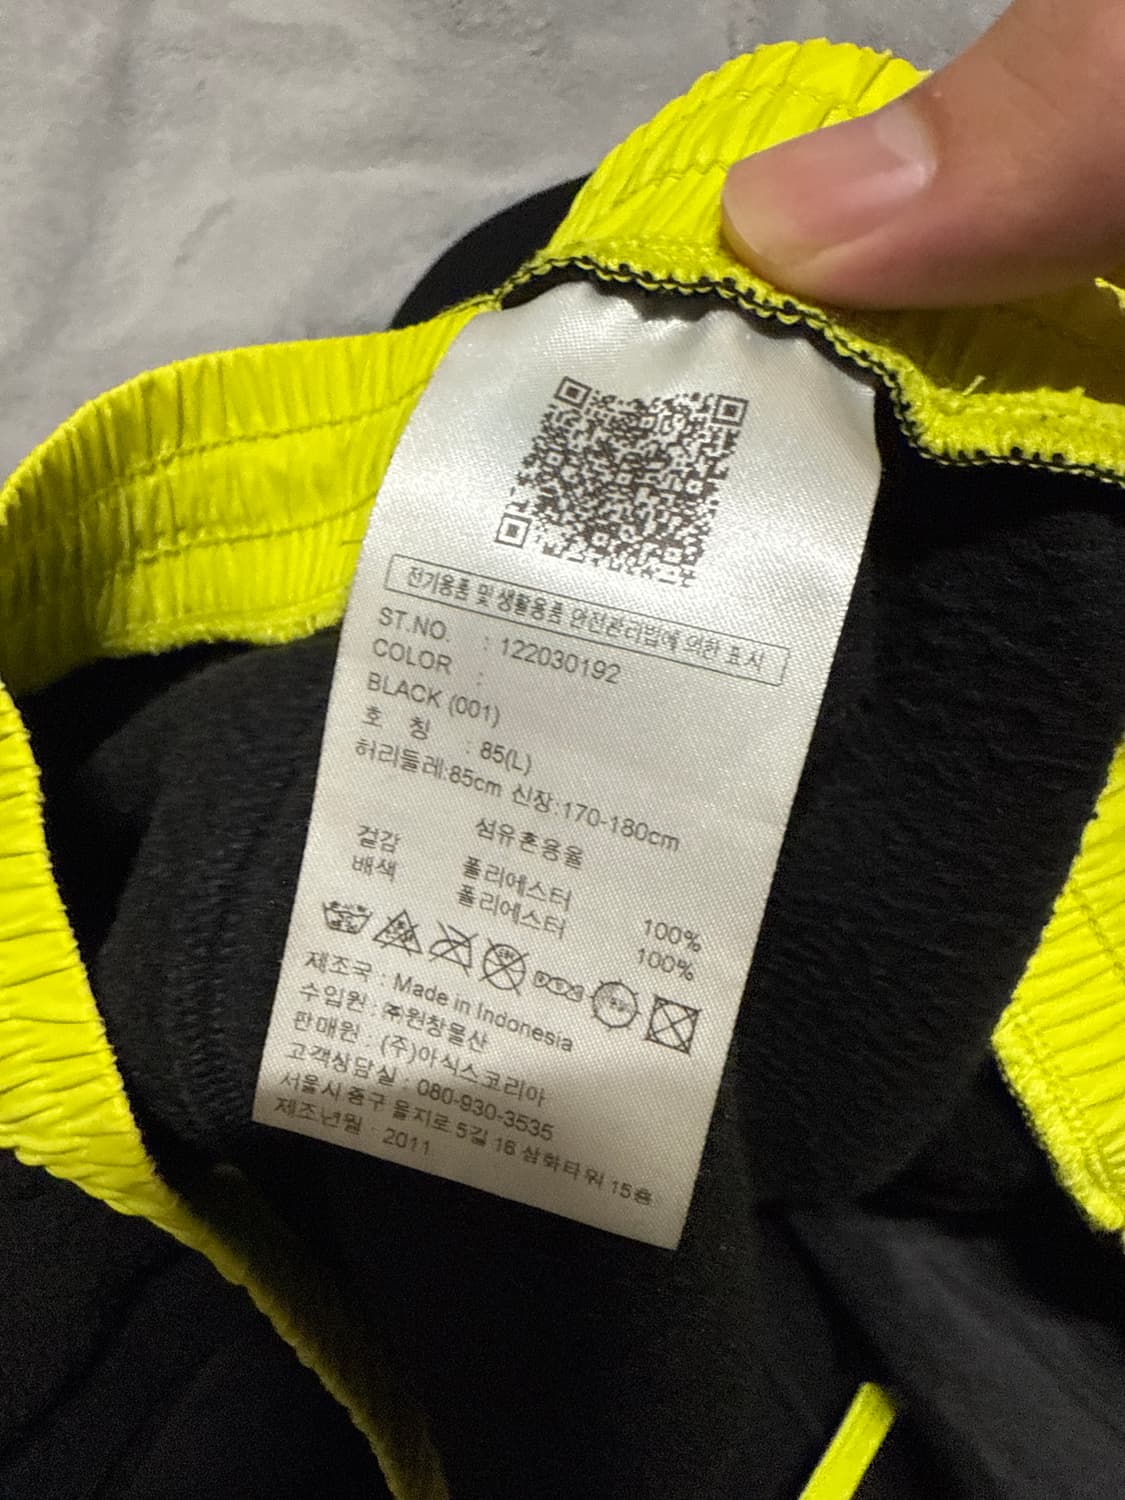 전기용품 및 생활용품 안전관리법에 의한 표시
ST.NO. : 122030192
COLOR :
BLACK (001)
호 칭 : 85(L)
허리둘레:85cm 신장:170-180cm
섬유혼용율
겉감 폴리에스터 100%
배색 폴리에스터 100%
제조국 : Made in Indonesia
수입원 : ㈜원창물산
판매원 : (주)아식스코리아
고객상담실 : 080-930-3535
서울시 중구 을지로 5길 16 삼화타워 15층
제조년월 : 2011